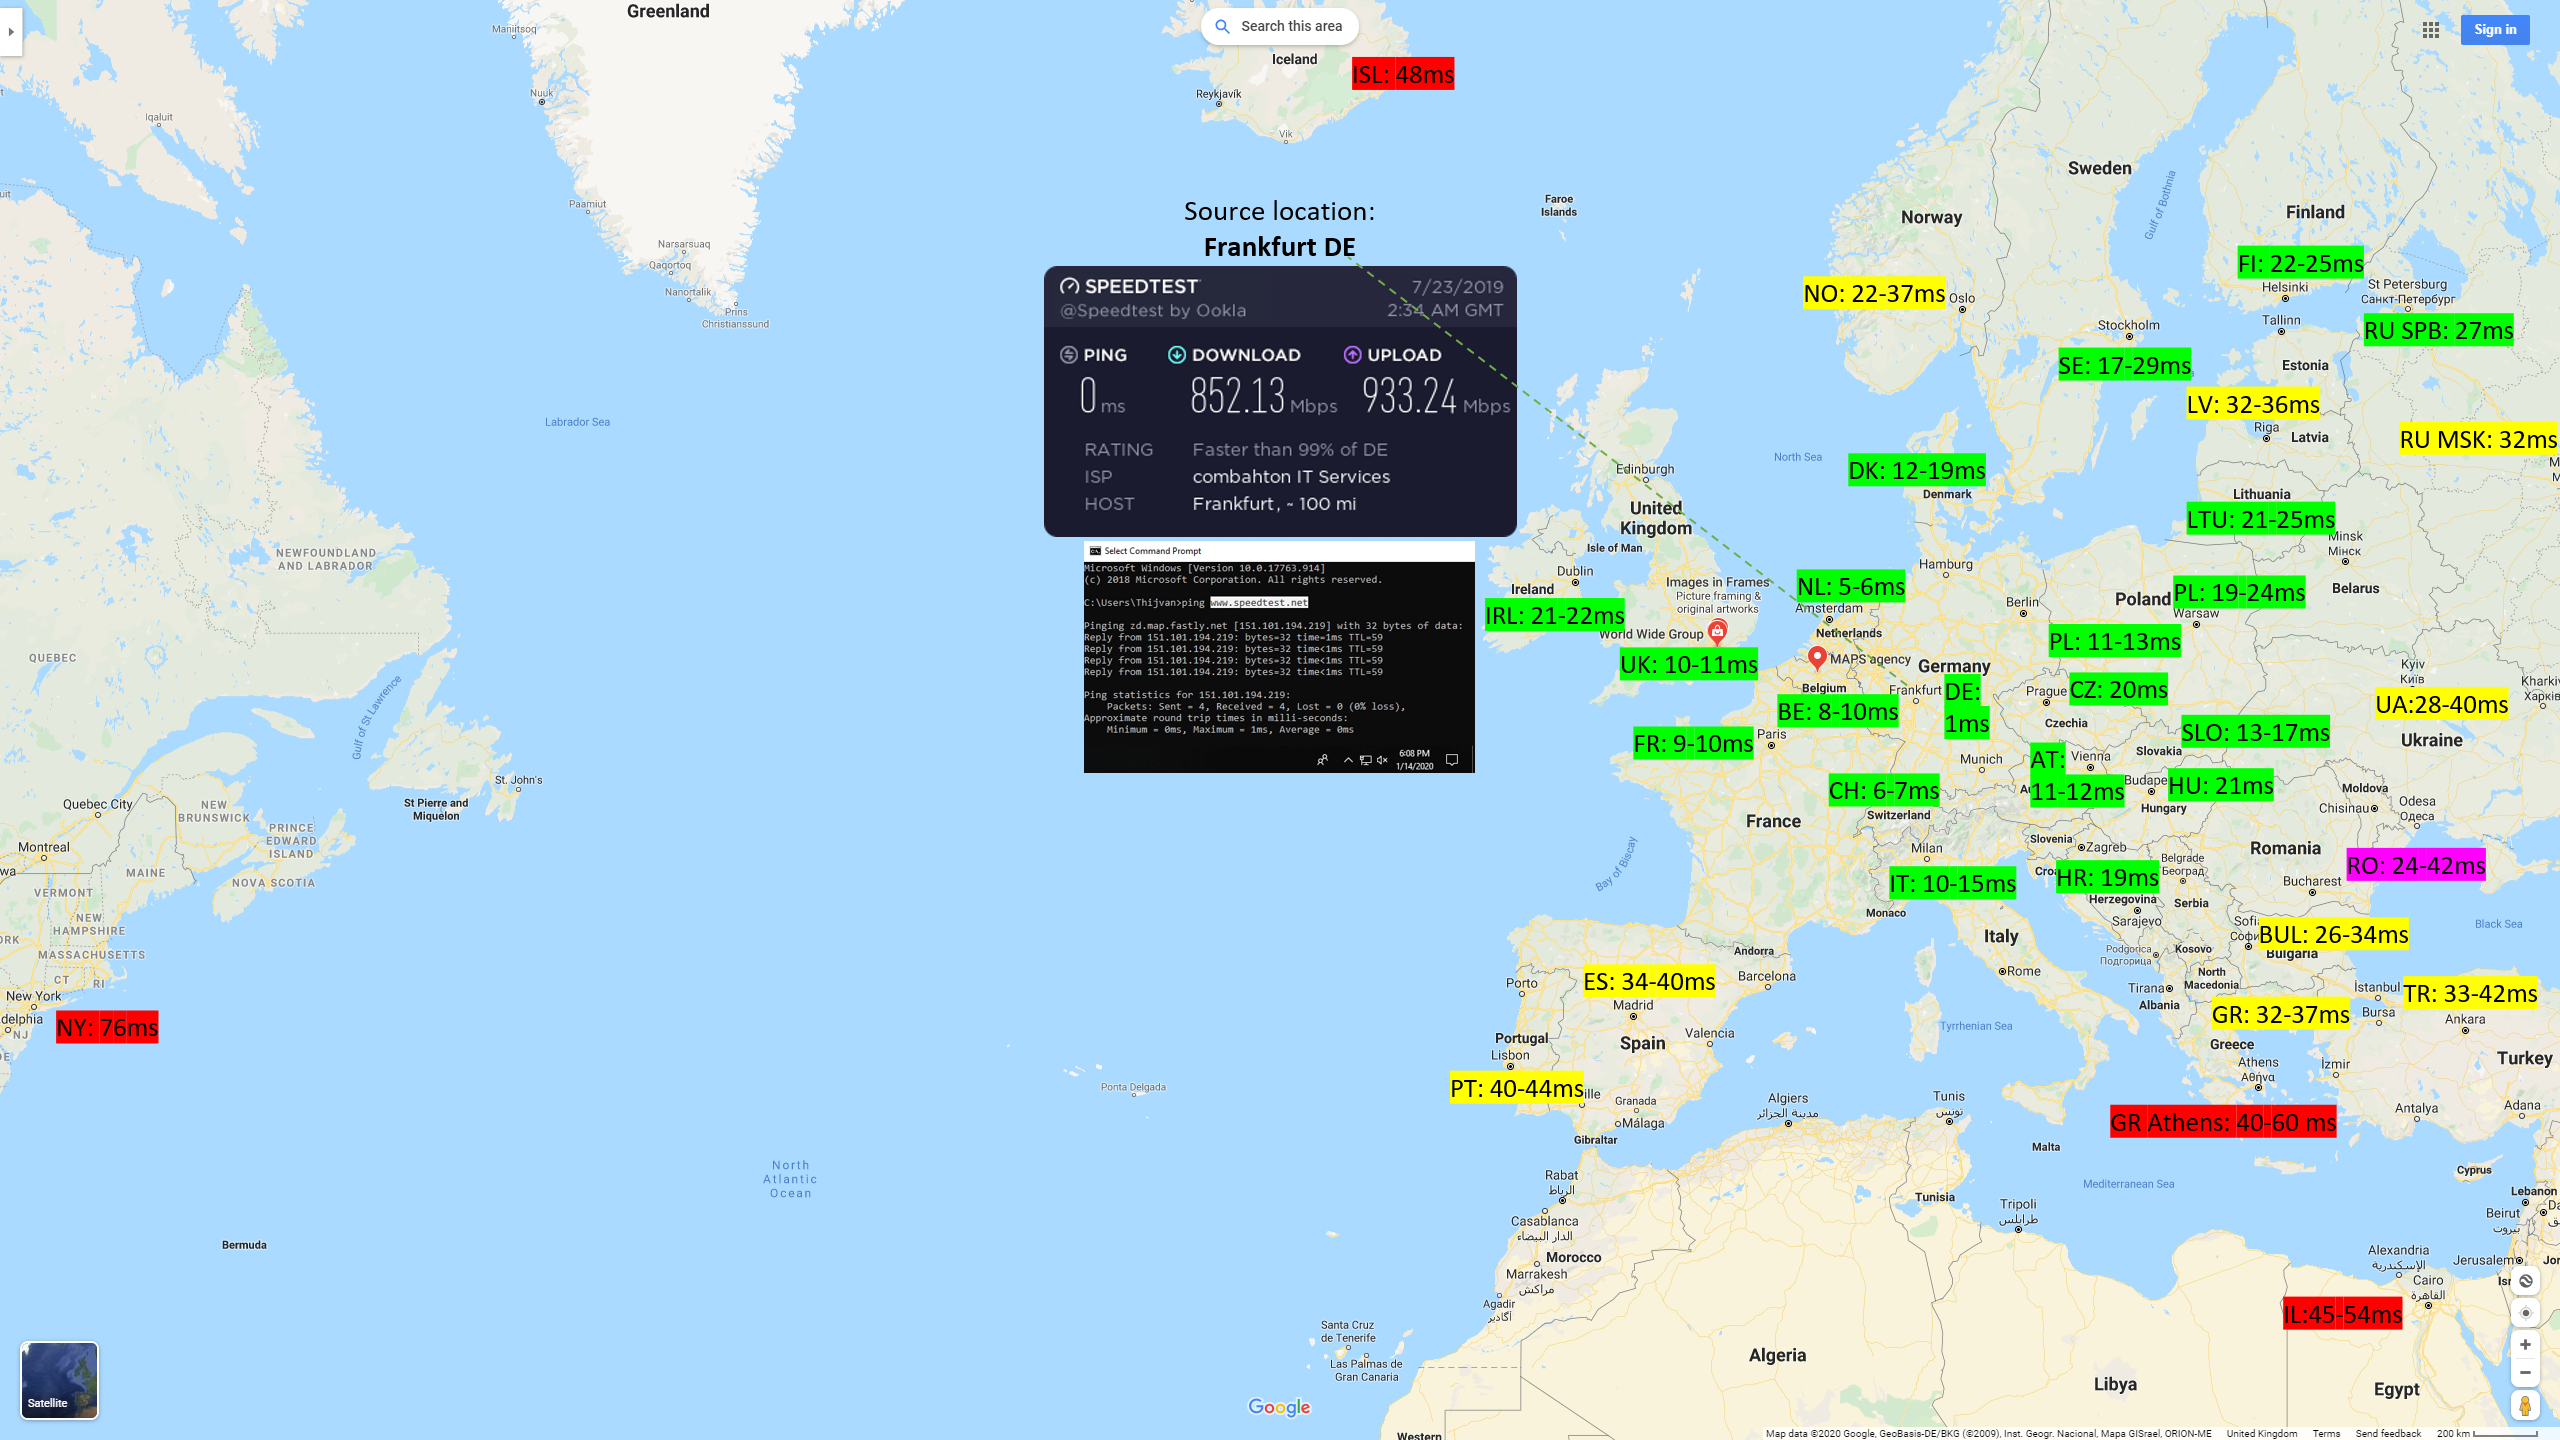 Greenland
Search this area
Sign in
Maniitsoq
Iceland
ISL: 48ms
Reykjavík
Nuuk
Iqaluit
Vik
Sweden
Gulf of Bothnia
Paamiut
Source location:
Frankfurt DE
Faroe
Islands
Norway
Finland
Narsarsuaq
Qaqortoq
Nanortalik
Prins
Christianssund
SPEEDTEST
7/23/2019
@Speedtest by Ookla
2:34 AM GMT
PING
DOWNLOAD
UPLOAD
0 ms
852.13 Mbps
933.24 Mbps
RATING Faster than 99% of DE
ISP combahton IT Services
HOST Frankfurt, ~ 100 mi
FI: 22-25ms
Helsinki
St Petersburg
Санкт-Петербург
NO: 22-37ms
Oslo
Tallinn
Stockholm
RU SPB: 27ms
SE: 17-29ms
Estonia
LV: 32-36ms
Riga
Latvia
RU MSK: 32ms
Labrador Sea
North Sea
Edinburgh
DK: 12-19ms
Denmark
Lithuania
United
Kingdom
LTU: 21-25ms
Minsk
Мінск
Isle of Man
Select Command Prompt
Microsoft Windows [Version 10.0.17763.914]
(c) 2018 Microsoft Corporation. All rights reserved.
C:\Users\Thijvan>ping www.speedtest.net
Pinging zd.map.fastly.net [151.101.194.219] with 32 bytes of data:
Reply from 151.101.194.219: bytes=32 time=1ms TTL=59
Reply from 151.101.194.219: bytes=32 time<1ms TTL=59
Reply from 151.101.194.219: bytes=32 time<1ms TTL=59
Reply from 151.101.194.219: bytes=32 time<1ms TTL=59
Ping statistics for 151.101.194.219:
Packets: Sent = 4, Received = 4, Lost = 0 (0% loss),
Approximate round trip times in milli-seconds:
Minimum = 0ms, Maximum = 1ms, Average = 0ms
6:08 PM
1/14/2020
NEWFOUNDLAND
AND LABRADOR
Dublin
Ireland
Images in Frames
Picture framing &
original artworks
Hamburg
NL: 5-6ms
Amsterdam
Netherlands
Berlin
Poland
PL: 19-24ms
Warsaw
Belarus
IRL: 21-22ms
World Wide Group
UK: 10-11ms
MAPS agency
Belgium
Germany
PL: 11-13ms
QUEBEC
Gulf of St Lawrence
Frankfurt
DE:
1ms
BE: 8-10ms
Prague
CZ: 20ms
Czechia
Kyiv
Київ
Kharki
Харків
UA:28-40ms
Ukraine
FR: 9-10ms
Paris
SLO: 13-17ms
Slovakia
Munich
Vienna
AT:
11-12ms
Budape
HU: 21ms
Hungary
Moldova
Chisinau
Odesa
Одеса
St. John's
St Pierre and
Miquelon
Quebec City
NEW
BRUNSWICK
PRINCE
EDWARD
ISLAND
Montreal
MAINE
NOVA SCOTIA
VERMONT
NEW
HAMPSHIRE
MASSACHUSETTS
CT
RI
New York
delphia
NJ
NY: 76ms
CH: 6-7ms
Switzerland
France
Bay of Biscay
Milan
Slovenia
Zagreb
Belgrade
Београд
Romania
RO: 24-42ms
Bucharest
IT: 10-15ms
HR: 19ms
Herzegovina
Sarajevo
Serbia
Monaco
Italy
Black Sea
BUL: 26-34ms
Bulgaria
Podgorica
Подгорица
Kosovo
Andorra
Barcelona
Rome
North
Macedonia
Tirana
Albania
ES: 34-40ms
Porto
Madrid
İstanbul
TR: 33-42ms
Bursa
Ankara
GR: 32-37ms
Tyrrhenian Sea
Valencia
Portugal
Spain
Lisbon
Greece
Athens
Αθήνα
İzmir
Turkey
PT: 40-44ms
ille
Granada
Málaga
Ponta Delgada
Gibraltar
Algiers
مدينة الجزائر
Tunis
تونس
GR Athens: 40-60 ms
Antalya
Adana
Malta
Cyprus
North
Atlantic
Ocean
Rabat
الرباط
Mediterranean Sea
Tunisia
Tripoli
طرابلس
Lebanon
Beirut
بيروت
Casablanca
الدار البيضاء
Morocco
Marrakesh
مراكش
Agadir
أگادير
Bermuda
Alexandria
الإسكندرية
Jerusalem
Cairo
القاهرة
IL:45-54ms
Santa Cruz
de Tenerife
Las Palmas de
Gran Canaria
Algeria
Libya
Egypt
Satellite
Google
Western
Map data ©2020 Google, GeoBasis-DE/BKG (©2009), Inst. Geogr. Nacional, Mapa GISrael, ORION-ME United Kingdom Terms Send feedback 200 km